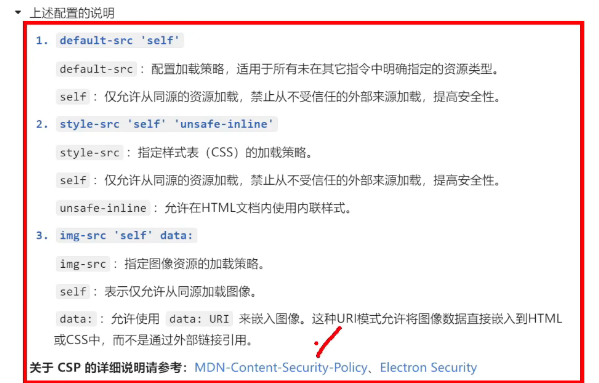 上述配置的说明
1. default-src 'self'
default-src ：配置加载策略，适用于所有未在其它指令中明确指定的资源类型。
self ：仅允许从同源的资源加载，禁止从不受信任的外部来源加载，提高安全性。
2. style-src 'self' 'unsafe-inline'
style-src ：指定样式表（CSS）的加载策略。
self ：仅允许从同源的资源加载，禁止从不受信任的外部来源加载，提高安全性。
unsafe-inline ：允许在HTML文档内使用内联样式。
3. img-src 'self' data:
img-src ：指定图像资源的加载策略。
self ：表示仅允许从同源加载图像。
data: ：允许使用 data: URI 来嵌入图像。这种URI模式允许将图像数据直接嵌入到HTML
或CSS中，而不是通过外部链接引用。
关于 CSP 的详细说明请参考：MDN-Content-Security-Policy、Electron Security